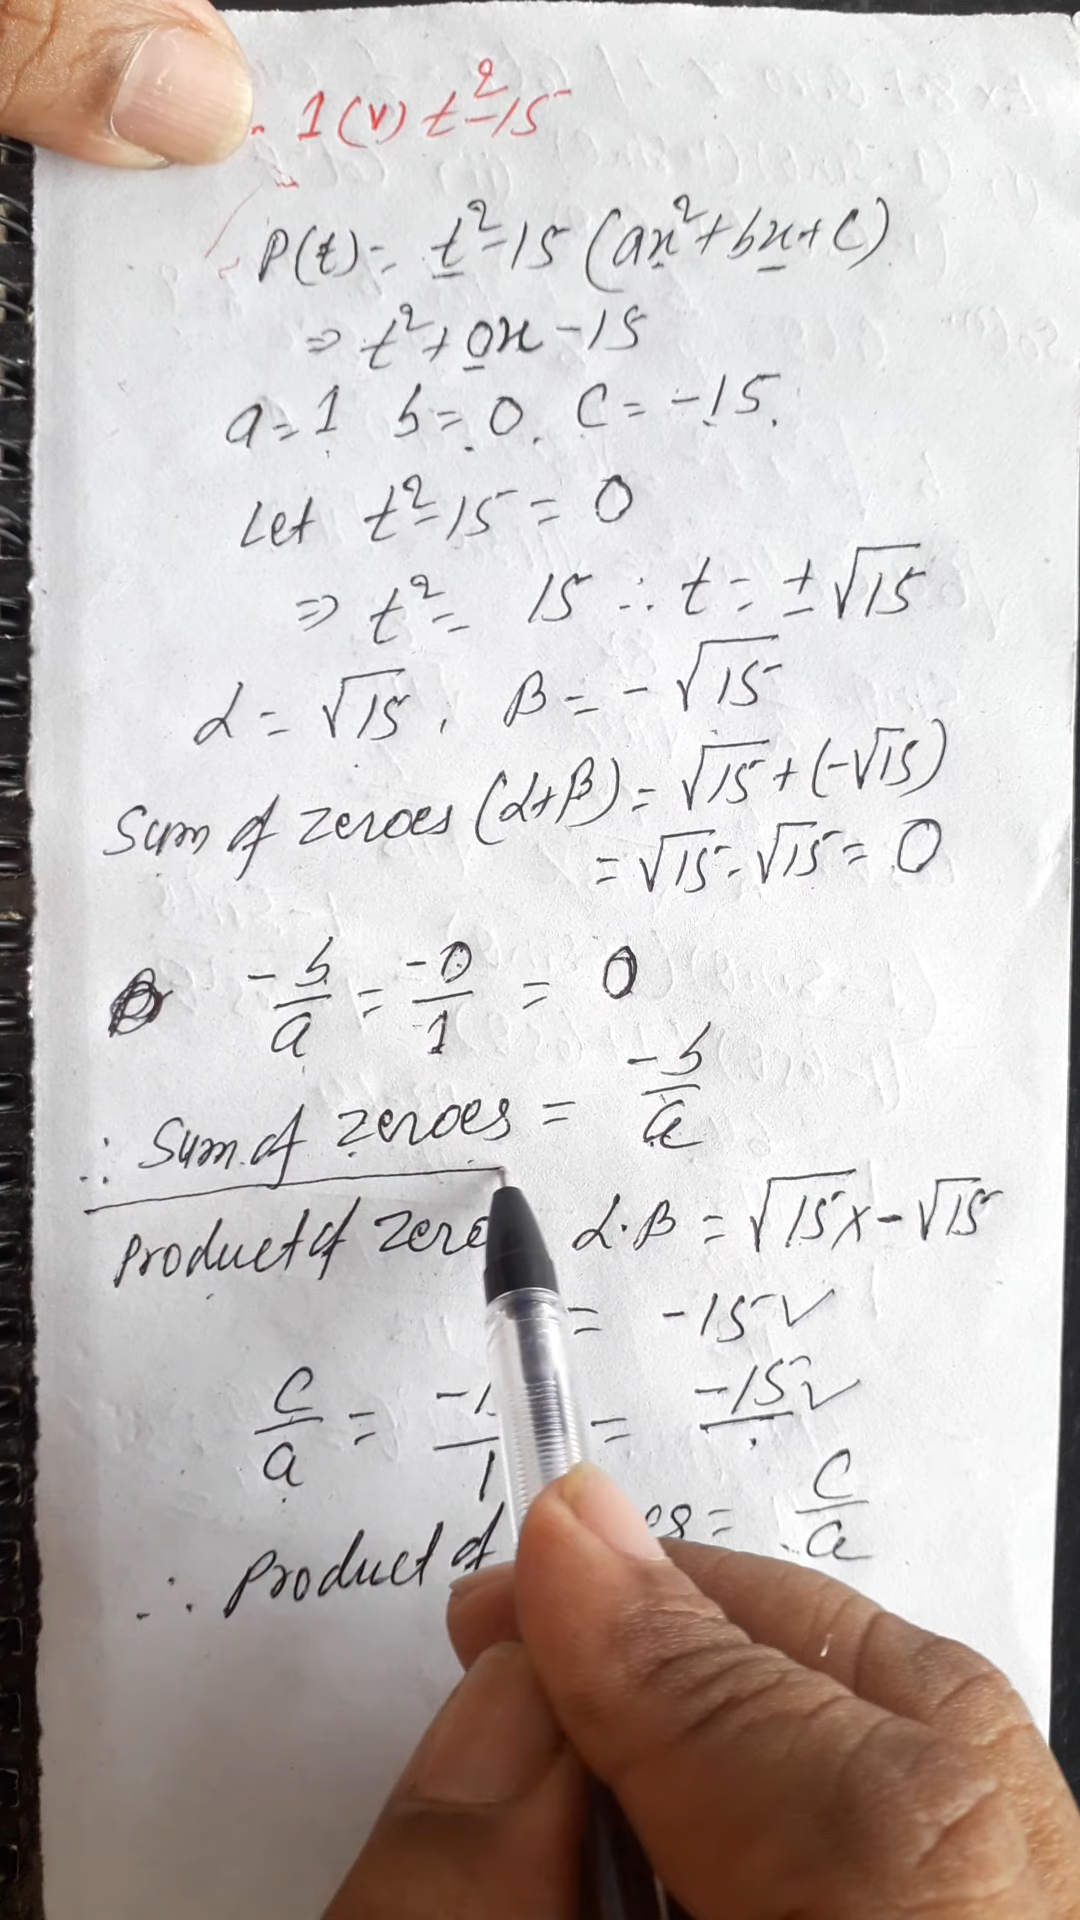 1(v) t²-15
P(t)= t²-15 (ax²+bx+c)
⇒ t²+0x-15
a=1 b=0. c=-15.
Let t²-15=0
⇒ t²= 15 ∴ t= ±√15
α=√15, β=-√15
Sum of zeroes (α+β)=√15+(-√15)
=√15-√15=0
-b/a = -0/1 = 0
∴ Sum of zeroes = -b/a
Product of α.β=√15x-√15
= -15✓
c/a = = -15✓
∴ Product of = c/a